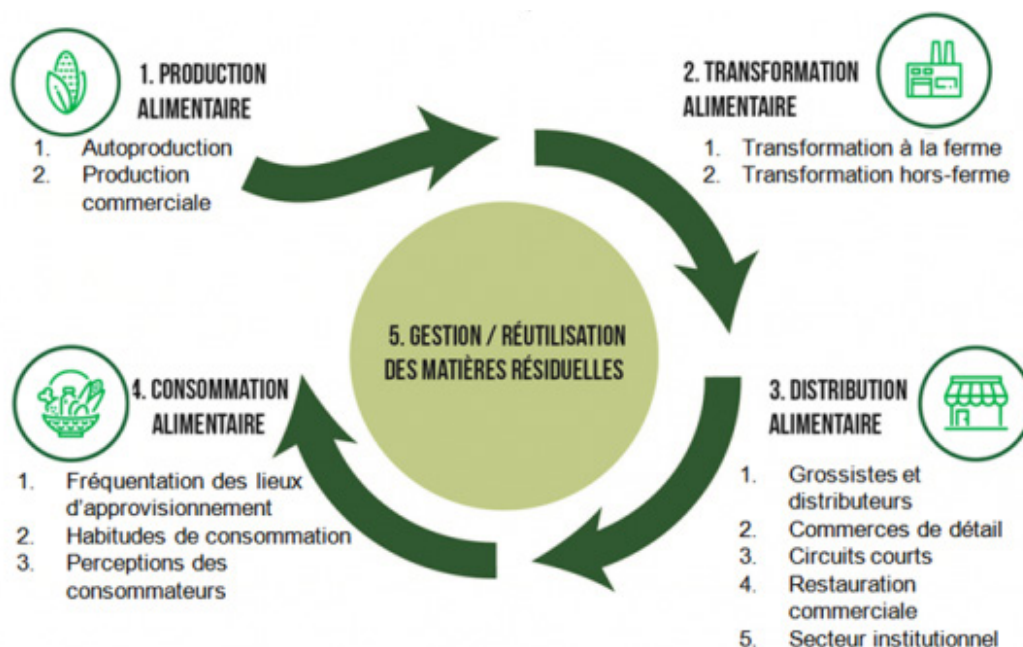 1. PRODUCTION
ALIMENTAIRE
1. Autoproduction
2. Production
commerciale
2. TRANSFORMATION
ALIMENTAIRE
1. Transformation à la ferme
2. Transformation hors-ferme
3. DISTRIBUTION
ALIMENTAIRE
1. Grossistes et
distributeurs
2. Commerces de détail
3. Circuits courts
4. Restauration
commerciale
5. Secteur institutionnel
4. CONSOMMATION
ALIMENTAIRE
1. Fréquentation des lieux
d'approvisionnement
2. Habitudes de consommation
3. Perceptions des
consommateurs
5. GESTION / RÉUTILISATION
DES MATIÈRES RÉSIDUELLES